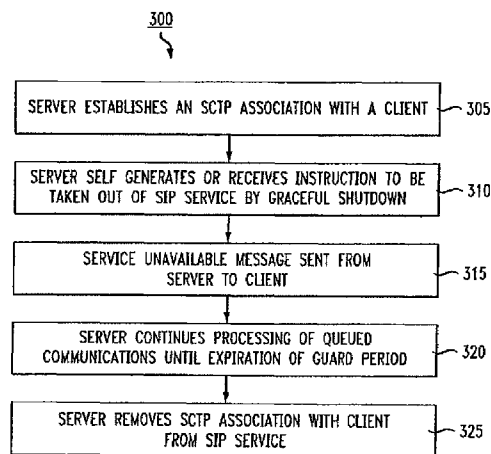 300
SERVER ESTABLISHES AN SCTP ASSOCIATION WITH A CLIENT
305
SERVER SELF GENERATES OR RECEIVES INSTRUCTION TO BE
TAKEN OUT OF SIP SERVICE BY GRACEFUL SHUTDOWN
310
SERVICE UNAVAILABLE MESSAGE SENT FROM
SERVER TO CLIENT
315
SERVER CONTINUES PROCESSING OF QUEUED
COMMUNICATIONS UNTIL EXPIRATION OF GUARD PERIOD
320
SERVER REMOVES SCTP ASSOCIATION WITH CLIENT
FROM SIP SERVICE
325